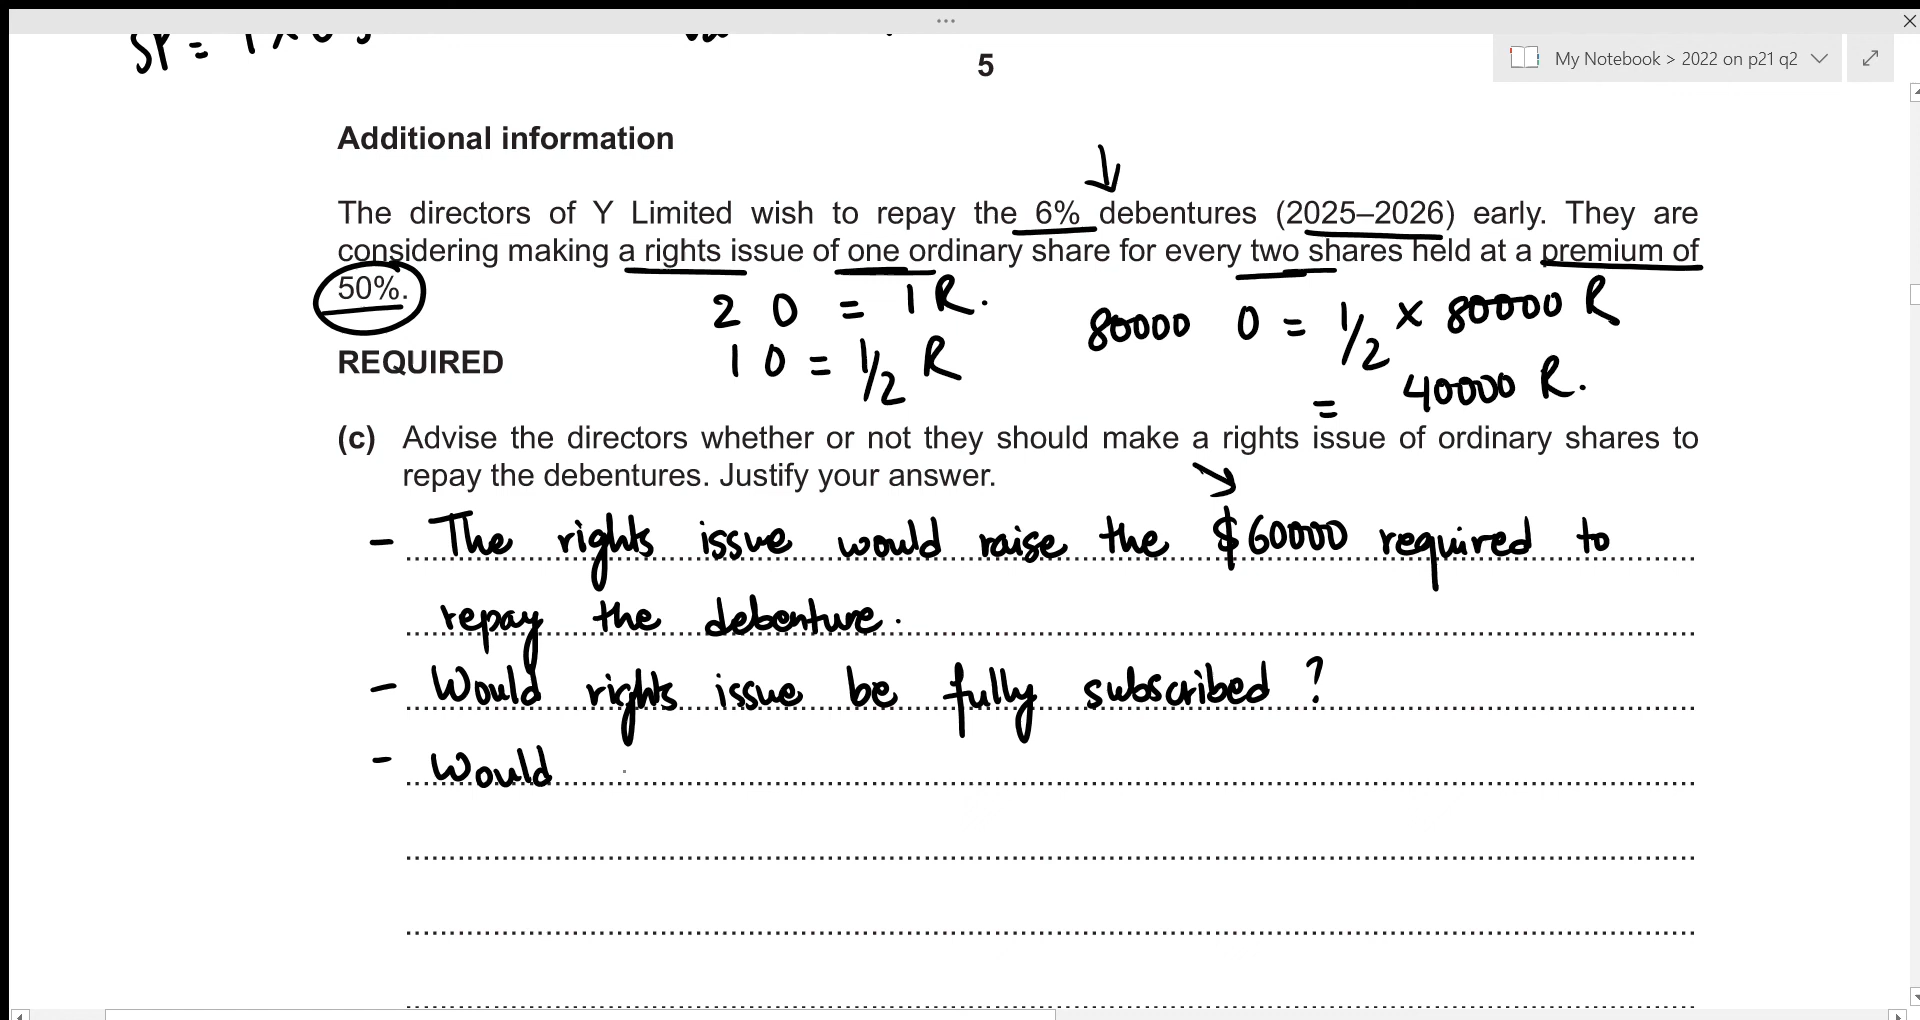 SP =
5
My Notebook > 2022 on p21 q2
Additional information
The directors of Y Limited wish to repay the 6% debentures (2025–2026) early. They are
considering making a rights issue of one ordinary share for every two shares held at a premium of
50%.
2 0 = 1 R.
80000 0 = 1/2 × 80000 R
REQUIRED
1 0 = 1/2 R
= 40000 R.
(c) Advise the directors whether or not they should make a rights issue of ordinary shares to
repay the debentures. Justify your answer.
- The rights issue would raise the $60000 required to
repay the debenture.
- Would rights issue be fully subscribed?
- Would